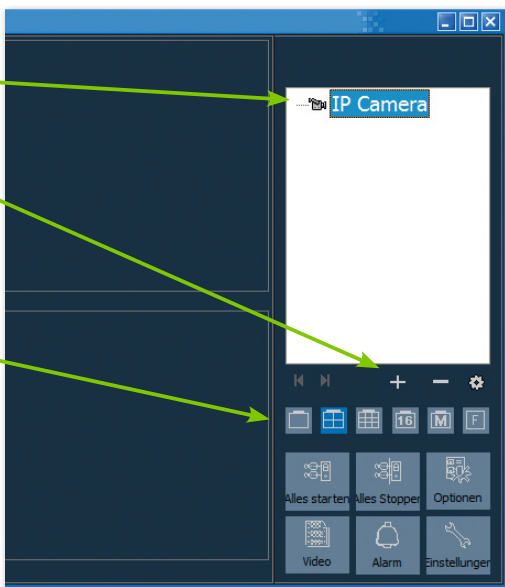 IP Camera
16 M F
Alles starten Alles Stoppen Optionen
Video Alarm Einstellungen